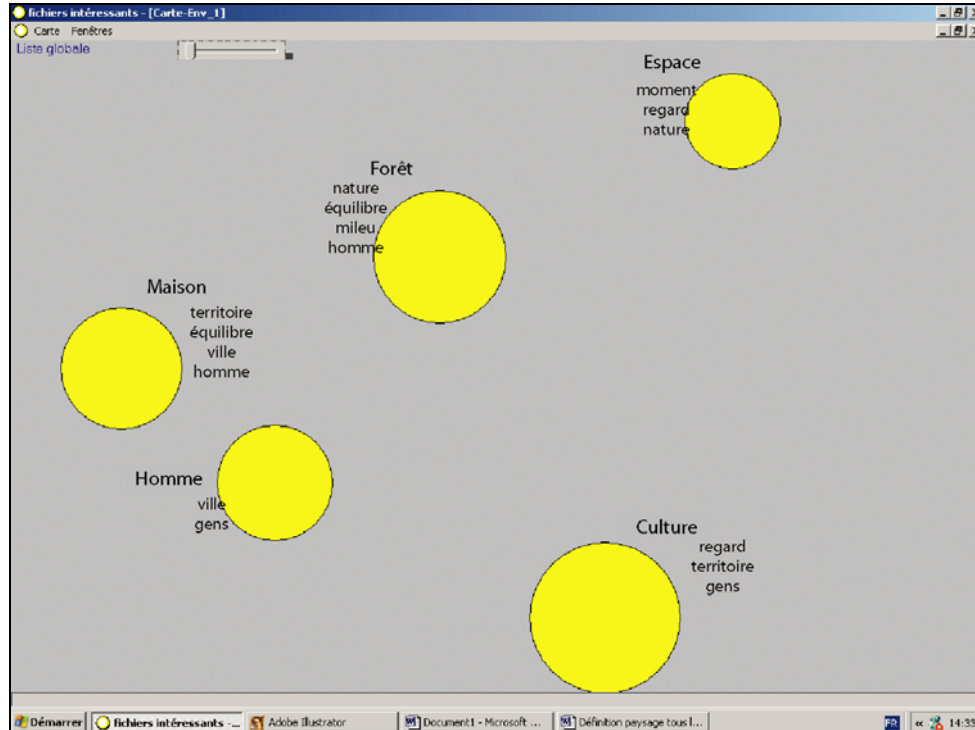 fichiers intéressants - [Carte-Env_1]
Carte Fenêtres
Liste globale
Espace
moment
regard
nature
Forêt
nature
équilibre
mileu
homme
Maison
territoire
équilibre
ville
homme
Homme
ville
gens
Culture
regard
territoire
gens
Démarrer
fichiers intéressants -...
Adobe Illustrator
Document1 - Microsoft ...
Définition paysage tous l...
FR
« 14:33